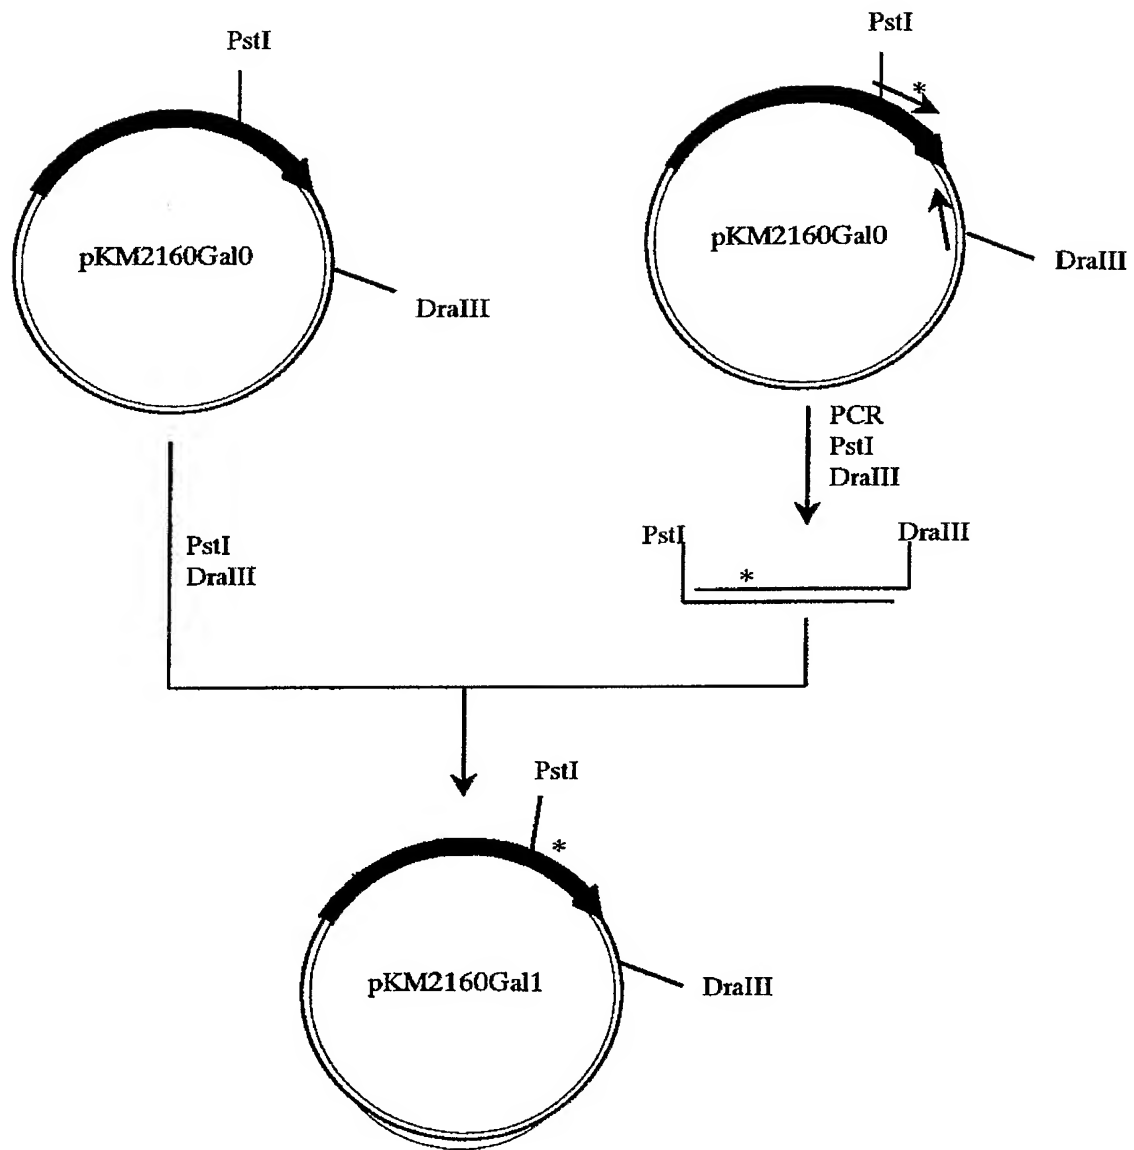 PstI
PstI
*
pKM2160Gal0
pKM2160Gal0
DraIII
DraIII
PCR
PstI
DraIII
PstI
DraIII
PstI
DraIII
*
PstI
*
pKM2160Gal1
DraIII